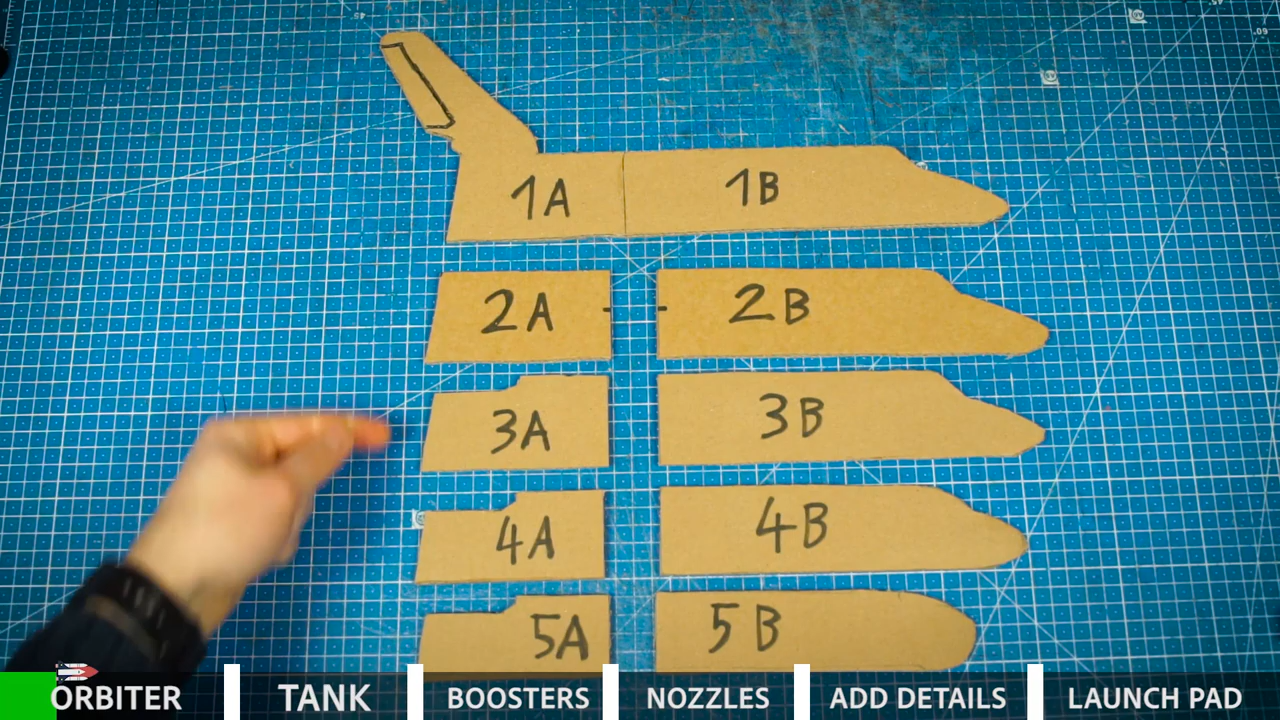 1A 1B
2A 2B
3A 3B
4A 4B
5A 5B
ORBITER TANK BOOSTERS NOZZLES ADD DETAILS LAUNCH PAD